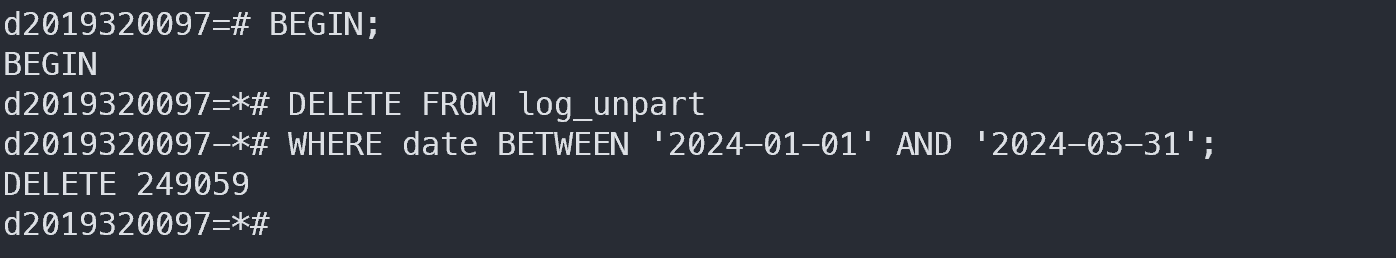 d2019320097=# BEGIN;
BEGIN
d2019320097=*# DELETE FROM log_unpart
d2019320097-*# WHERE date BETWEEN '2024-01-01' AND '2024-03-31';
DELETE 249059
d2019320097=*#